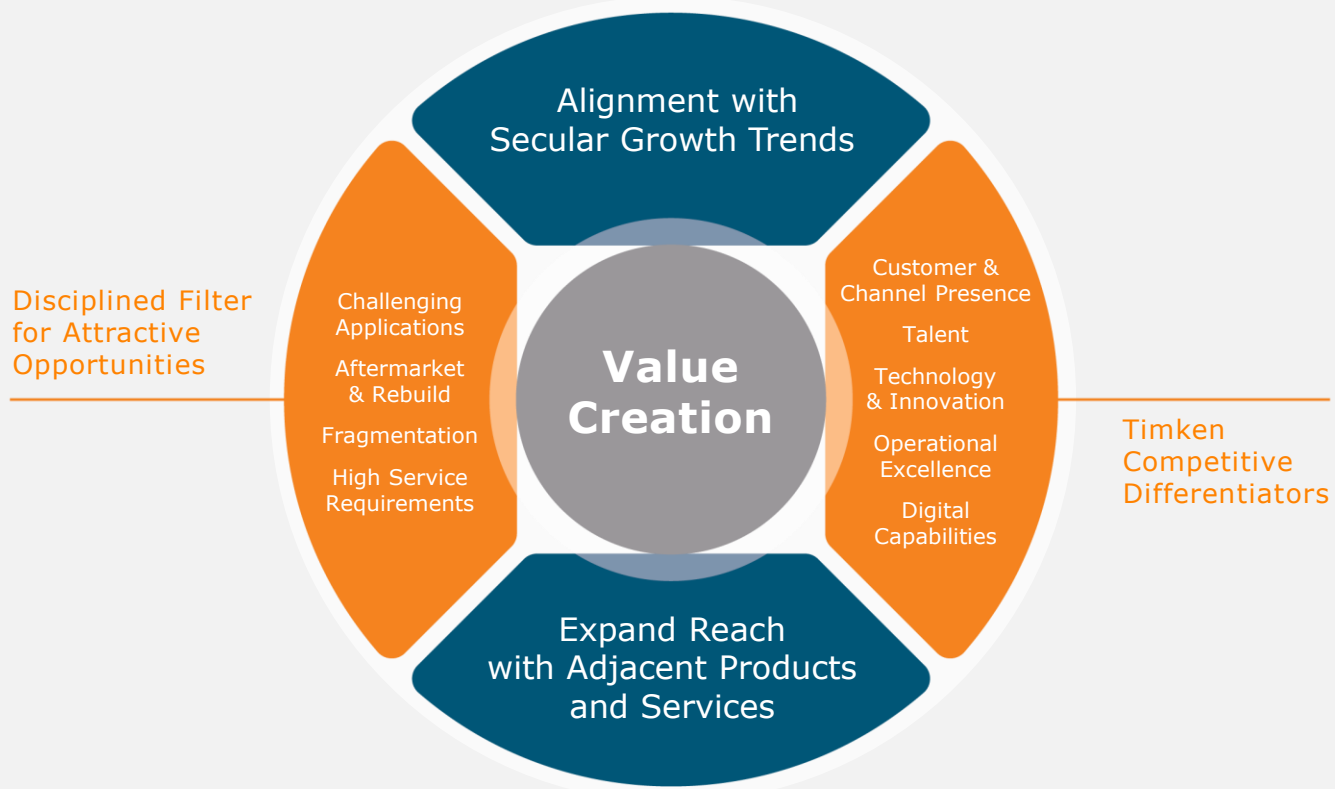 Alignment with
Secular Growth Trends
Disciplined Filter
for Attractive
Opportunities
Challenging
Applications
Aftermarket
& Rebuild
Fragmentation
High Service
Requirements
Value
Creation
Customer &
Channel Presence
Talent
Technology
& Innovation
Operational
Excellence
Digital
Capabilities
Timken
Competitive
Differentiators
Expand Reach
with Adjacent Products
and Services